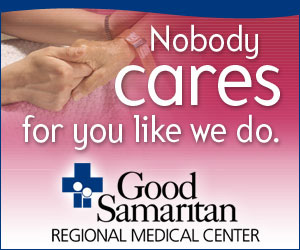 Nobody
cares
for you like we do.
Good
Samaritan
REGIONAL MEDICAL CENTER